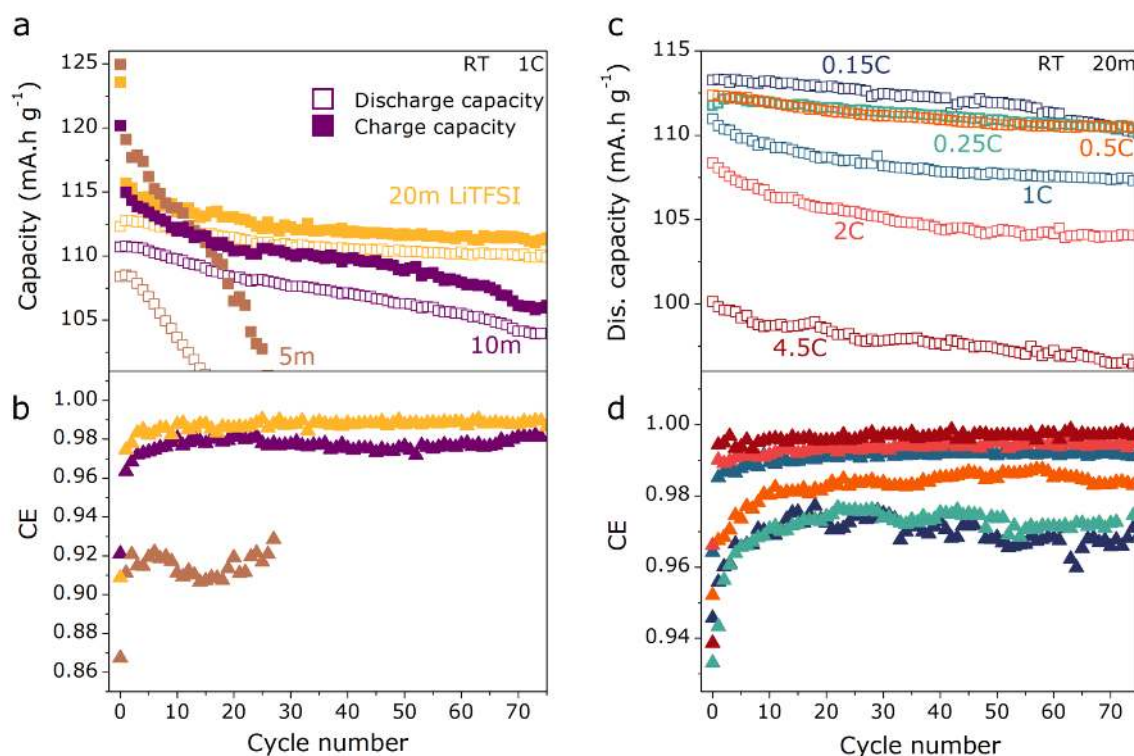 a
Capacity (mA.h g⁻¹)
125
120
115
110
105
RT 1C
Discharge capacity
Charge capacity
20m LiTFSI
10m
5m
b
CE
1.00
0.98
0.96
0.94
0.92
0.90
0.88
0.86
0 10 20 30 40 50 60 70
Cycle number
c
Dis. capacity (mA.h g⁻¹)
115
110
105
100
RT 20m
0.15C
0.25C
0.5C
1C
2C
4.5C
d
CE
1.00
0.98
0.96
0.94
0 10 20 30 40 50 60 70
Cycle number